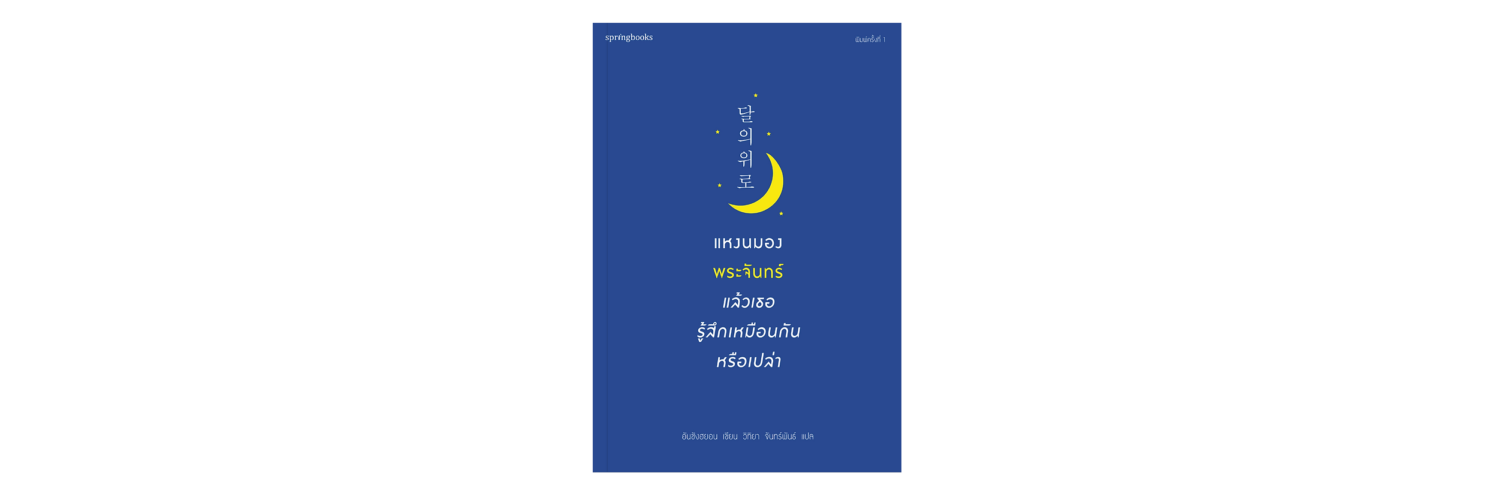 springbooks
พิมพ์ครั้งที่ 1
달의위로
แหงนมอง
พระจันทร์
แล้วเธอ
รู้สึกเหมือนกัน
หรือเปล่า
อันซังฮยอน เขียน วิทิยา จันทร์พันธ์ แปล